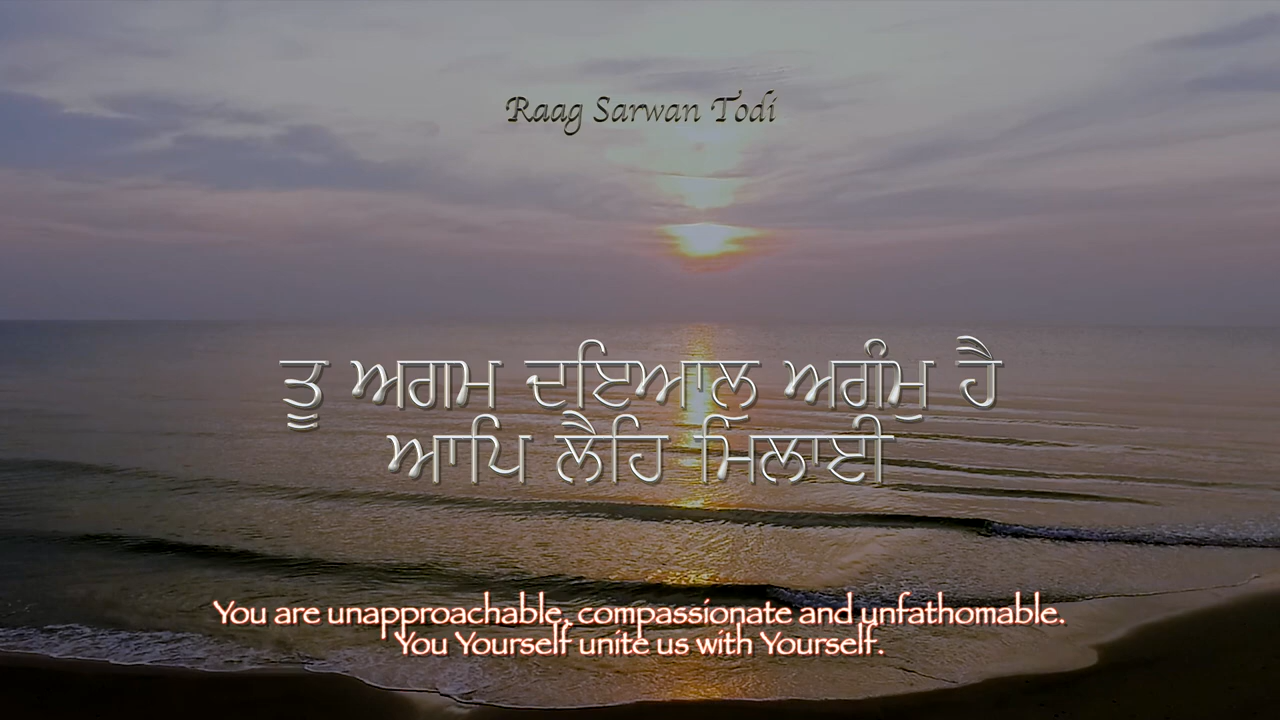 Raag Sarwan Todi
ਤੂ ਅਗਮ ਦਇਆਲੁ ਅਗੰਮੁ ਹੈ
ਆਪਿ ਲੈਹਿ ਮਿਲਾਈ
You are unapproachable, compassionate and unfathomable.
You Yourself unite us with Yourself.